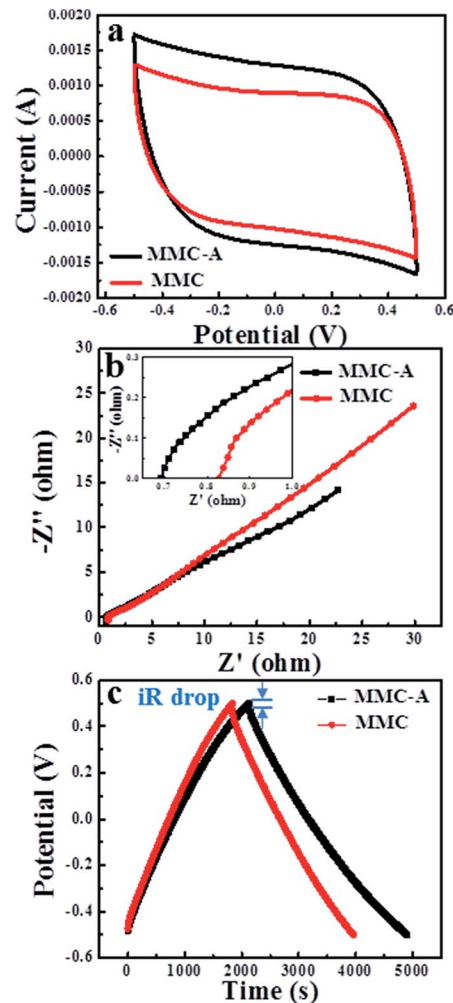 a
0.0020
0.0015
0.0010
0.0005
0.0000
-0.0005
-0.0010
-0.0015
-0.0020
Current (A)
MMC-A
MMC
-0.6 -0.4 -0.2 0.0 0.2 0.4 0.6
Potential (V)
b
30
25
20
15
10
5
0
-Z'' (ohm)
0.3
0.2
0.1
0.0
-Z'' (ohm)
0.7 0.8 0.9 1.0
Z' (ohm)
MMC-A
MMC
0 5 10 15 20 25 30
Z' (ohm)
c
0.6
0.4
0.2
0.0
-0.2
-0.4
-0.6
Potential (V)
iR drop
MMC-A
MMC
0 1000 2000 3000 4000 5000
Time (s)